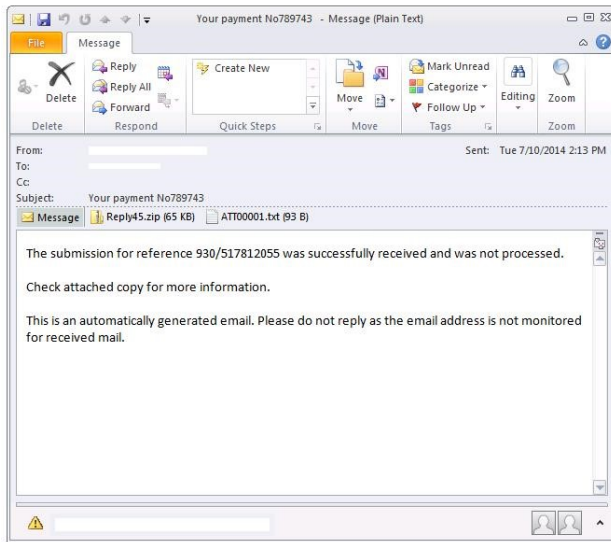 Your payment No789743 - Message (Plain Text)
File
Message
Delete
Reply
Reply All
Forward
Create New
Move
Mark Unread
Categorize
Follow Up
Editing
Zoom
Delete
Respond
Quick Steps
Move
Tags
Zoom
From:
Sent: Tue 7/10/2014 2:13 PM
To:
Cc:
Subject: Your payment No789743
Message
Reply45.zip (65 KB)
ATT00001.txt (93 B)
The submission for reference 930/517812055 was successfully received and was not processed.
Check attached copy for more information.
This is an automatically generated email. Please do not reply as the email address is not monitored
for received mail.